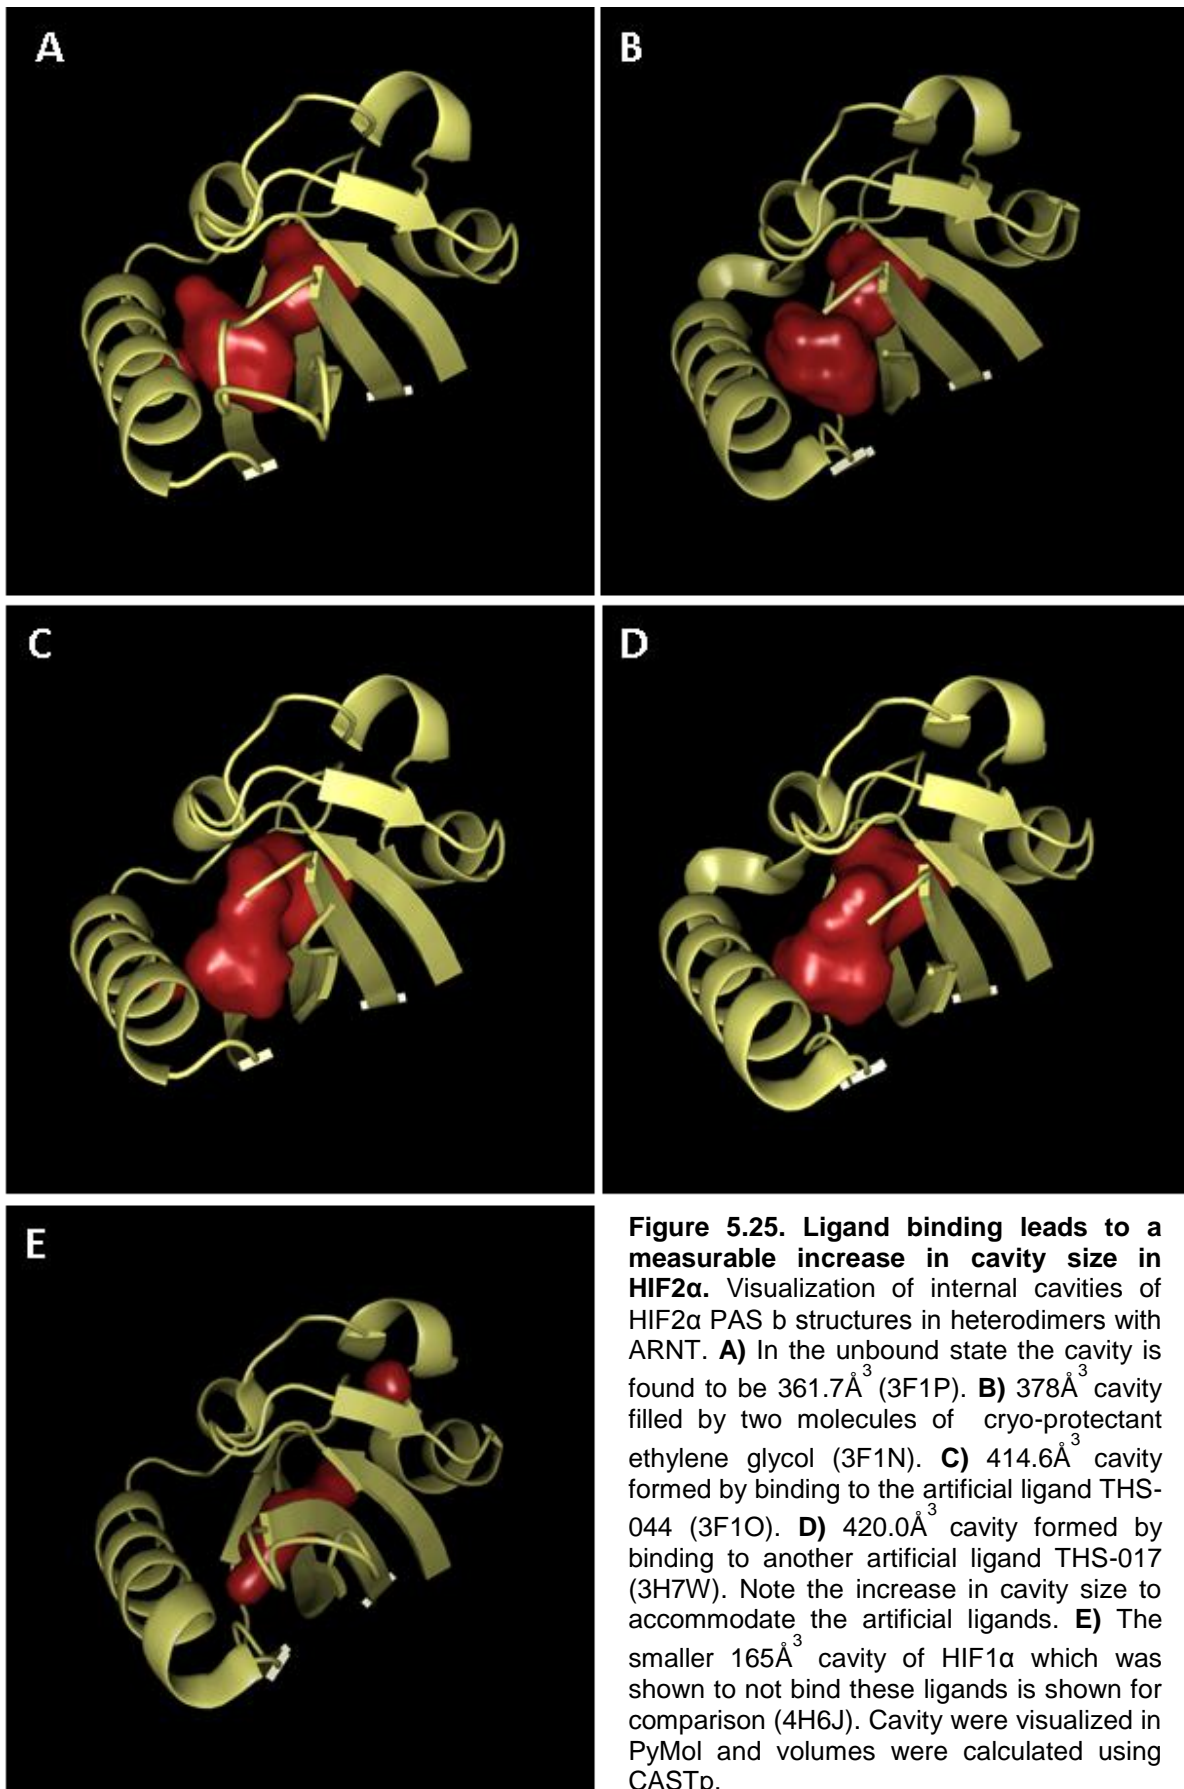 A
B
C
D
E
Figure 5.25. Ligand binding leads to a
measurable increase in cavity size in
HIF2α. Visualization of internal cavities of
HIF2α PAS b structures in heterodimers with
ARNT. A) In the unbound state the cavity is
found to be 361.7Å³ (3F1P). B) 378Å³ cavity
filled by two molecules of cryo-protectant
ethylene glycol (3F1N). C) 414.6Å³ cavity
formed by binding to the artificial ligand THS-
044 (3F1O). D) 420.0Å³ cavity formed by
binding to another artificial ligand THS-017
(3H7W). Note the increase in cavity size to
accommodate the artificial ligands. E) The
smaller 165Å³ cavity of HIF1α which was
shown to not bind these ligands is shown for
comparison (4H6J). Cavity were visualized in
PyMol and volumes were calculated using
CASTp.